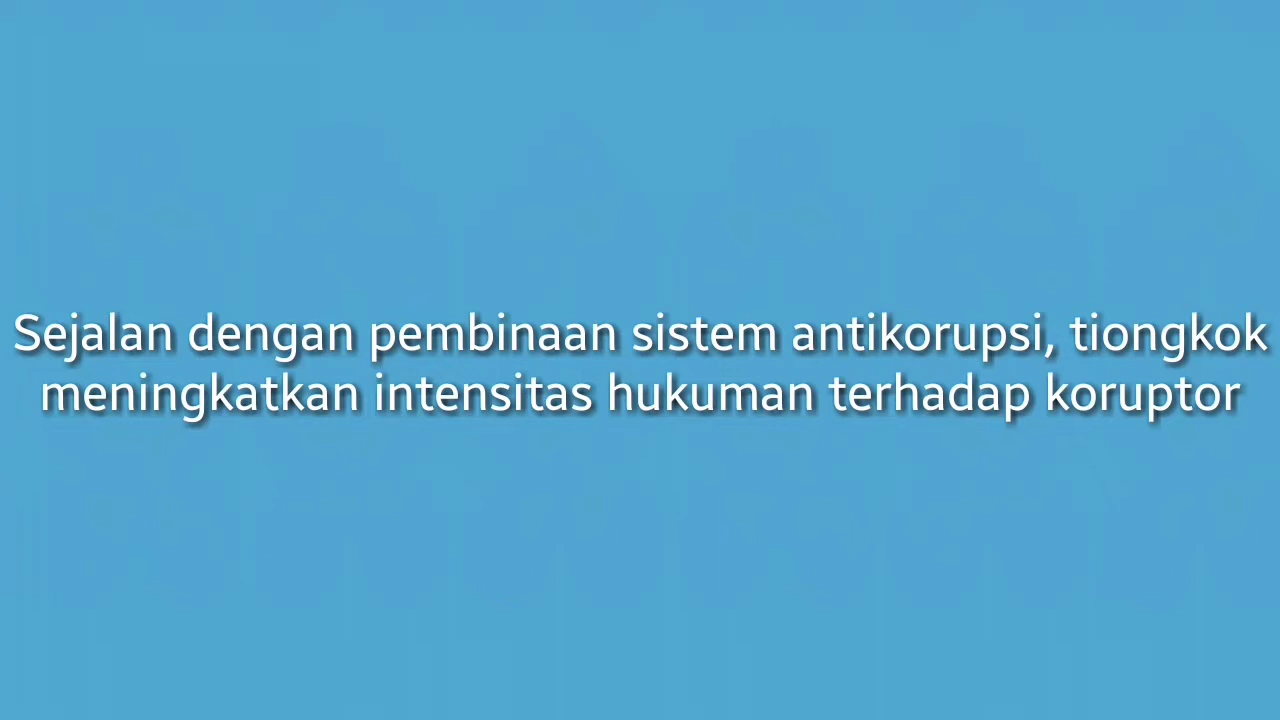 Sejalan dengan pembinaan sistem antikorupsi, tiongkok
meningkatkan intensitas hukuman terhadap koruptor